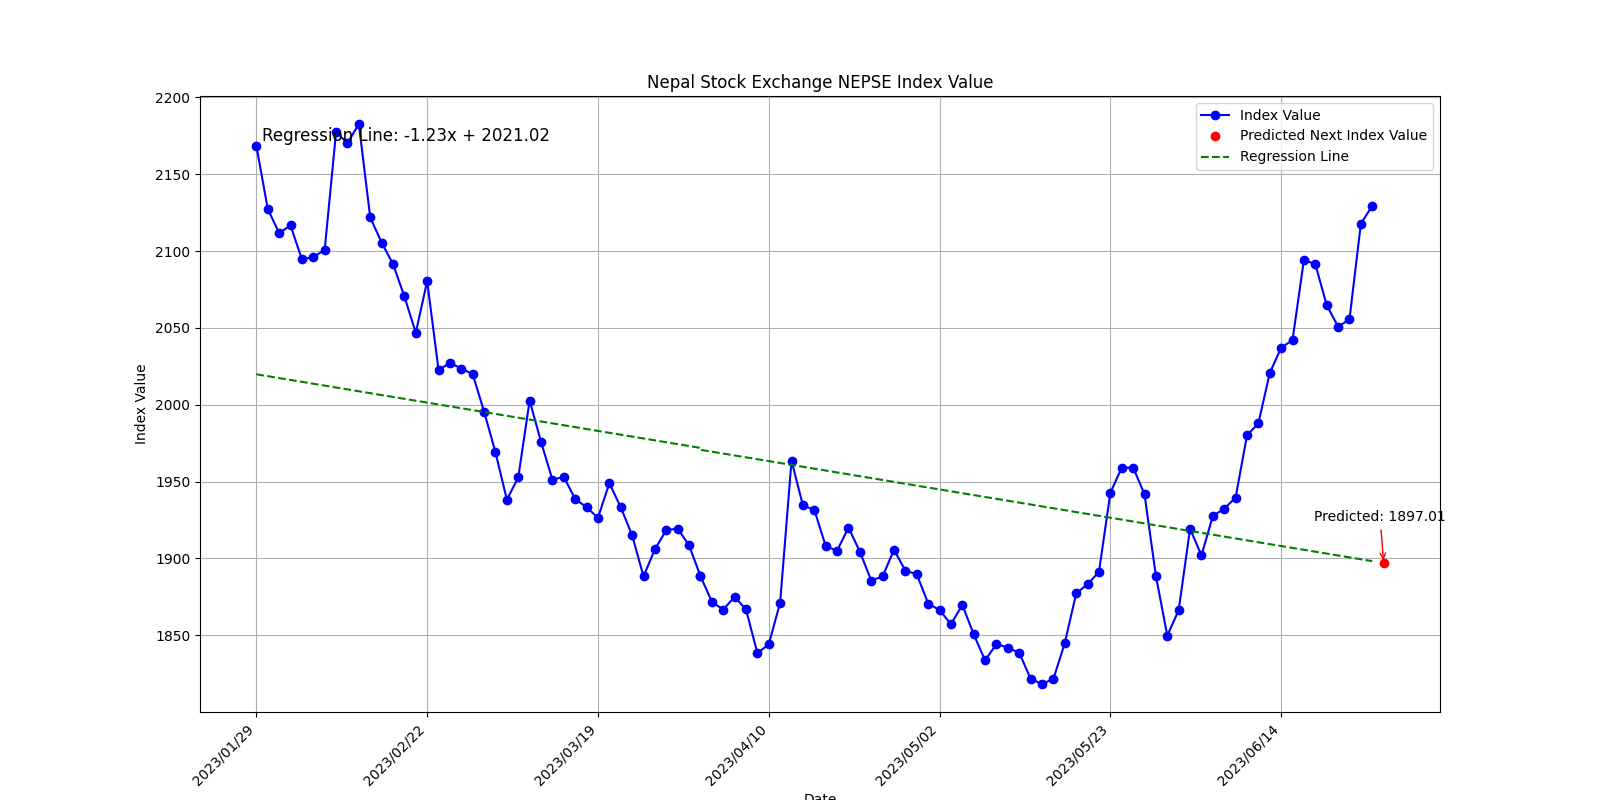 Nepal Stock Exchange NEPSE Index Value
2200
2150
2100
2050
2000
1950
1900
1850
Index Value
Regression Line: -1.23x + 2021.02
Index Value
Predicted Next Index Value
Regression Line
Predicted: 1897.01
2023/01/29
2023/02/22
2023/03/19
2023/04/10
2023/05/02
2023/05/23
2023/06/14
Date